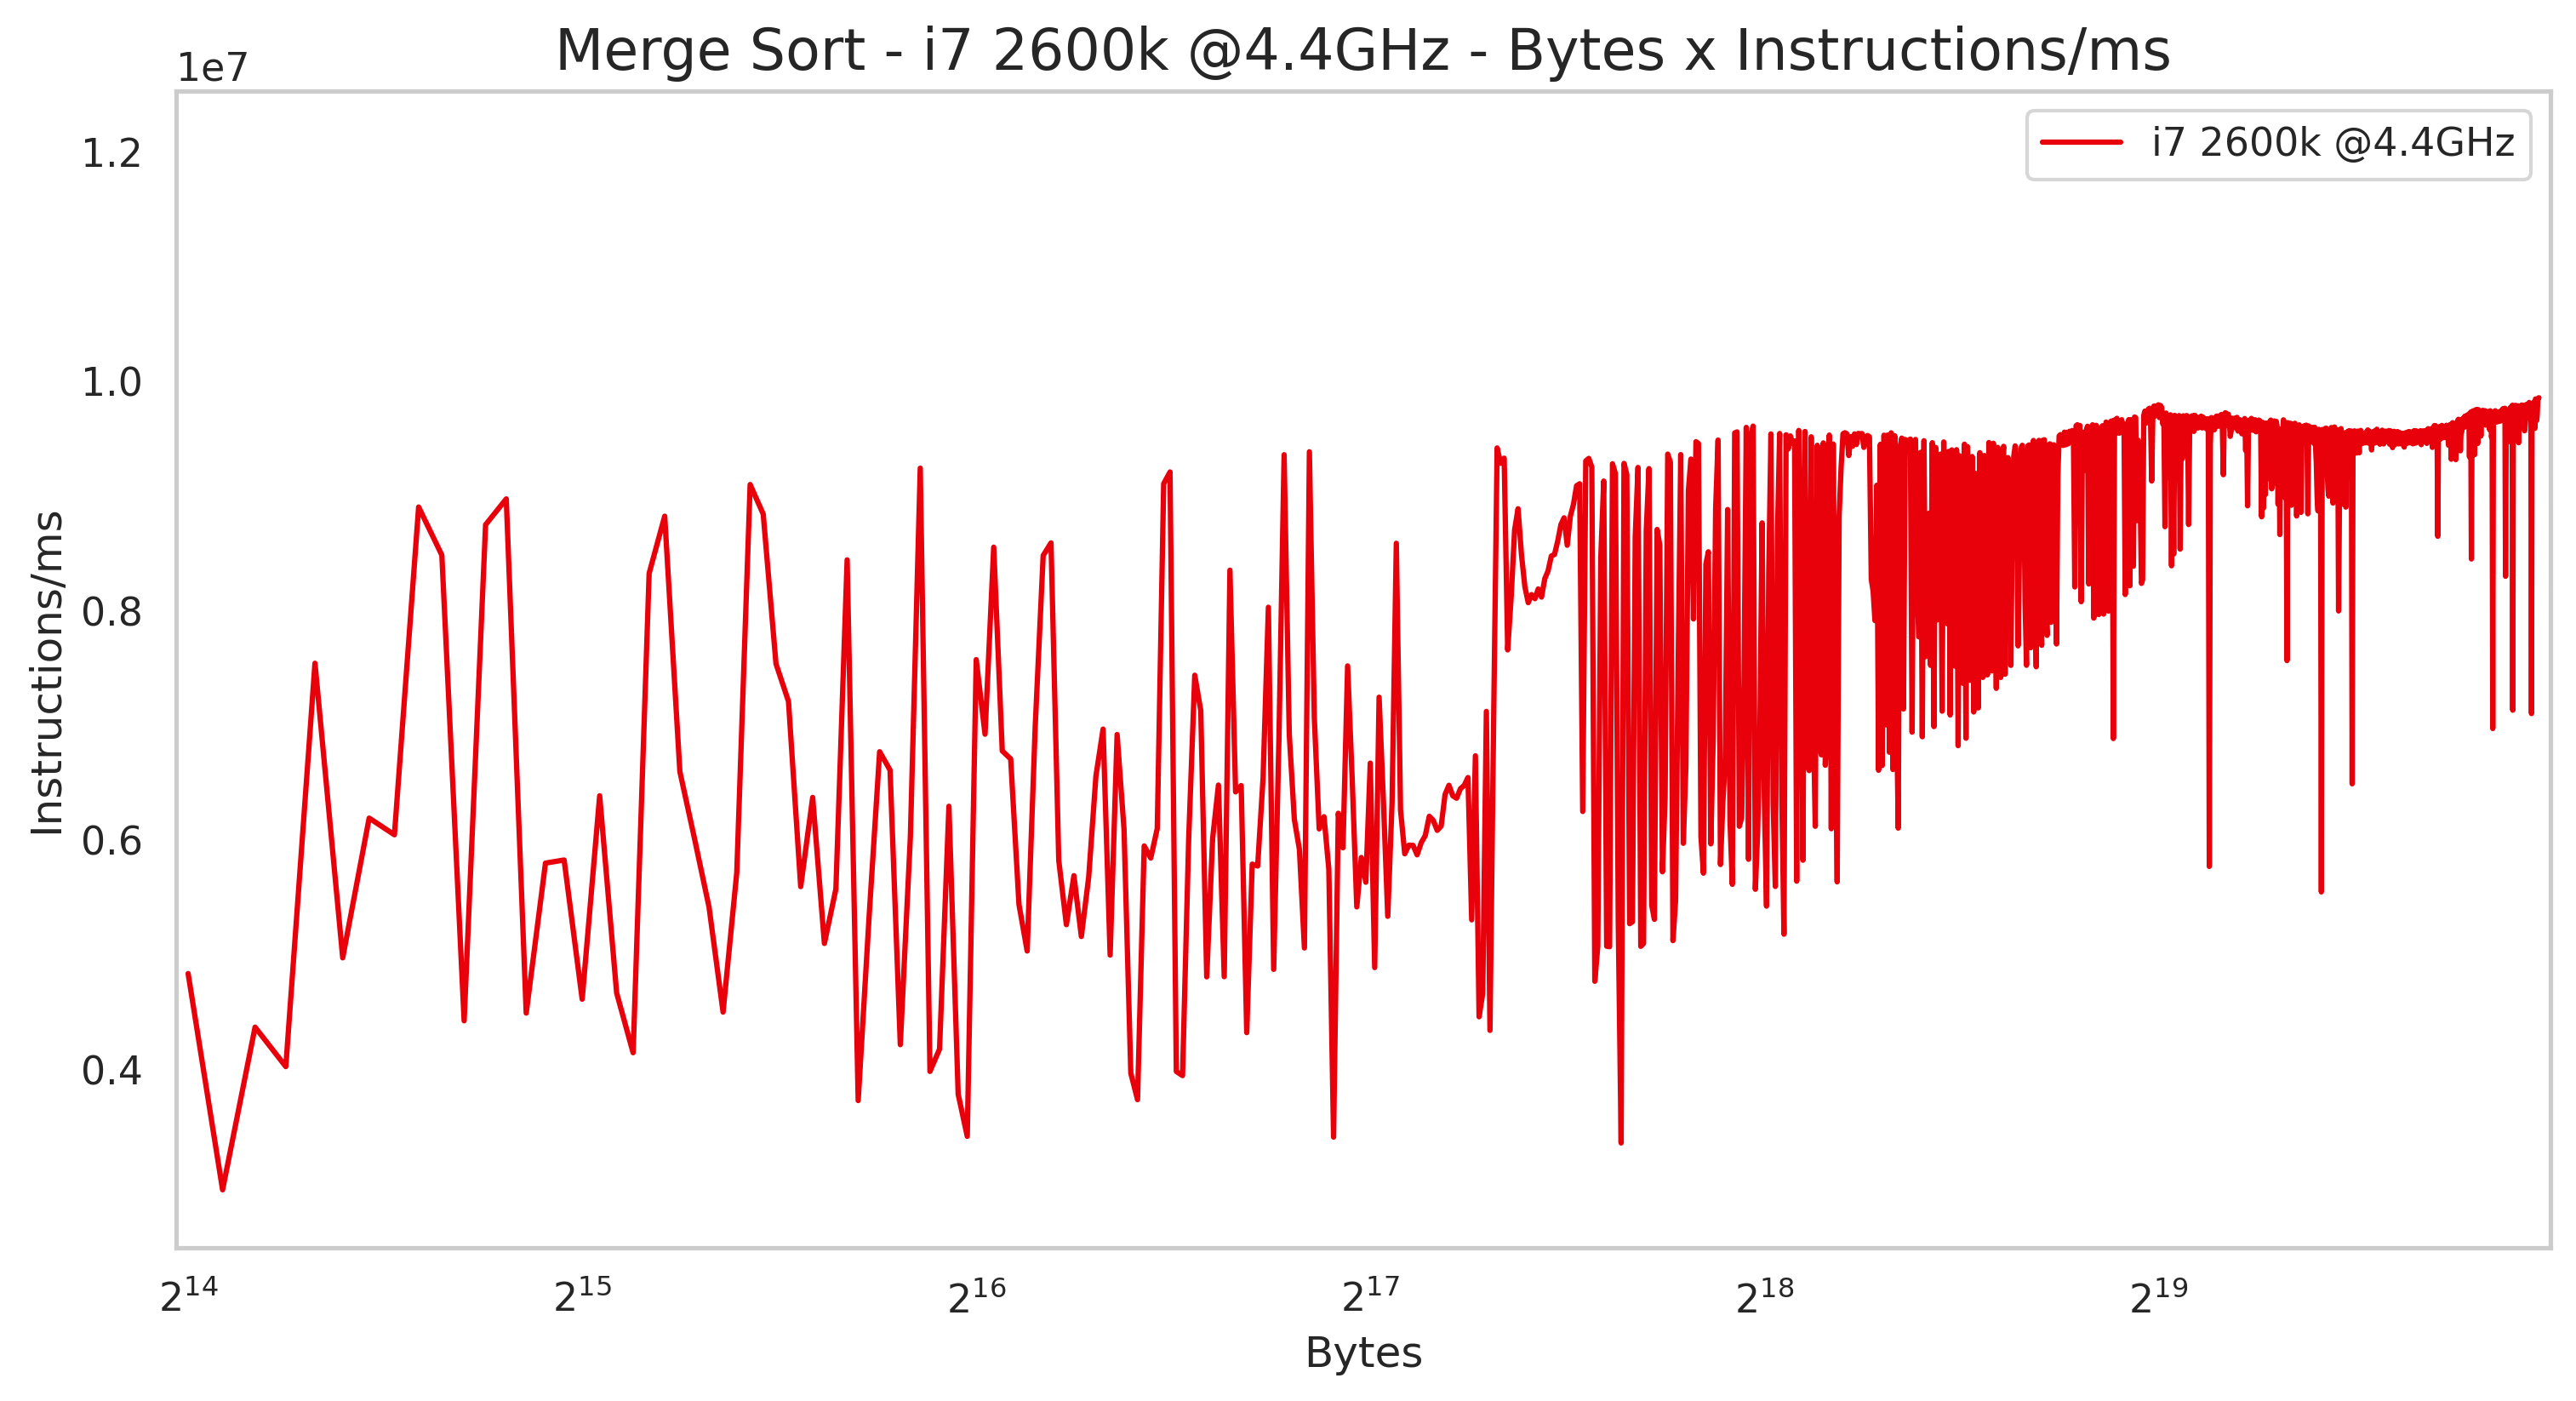 Merge Sort - i7 2600k @4.4GHz - Bytes x Instructions/ms
1e7
i7 2600k @4.4GHz
1.2
1.0
0.8
0.6
0.4
Instructions/ms
2^14 2^15 2^16 2^17 2^18 2^19
Bytes